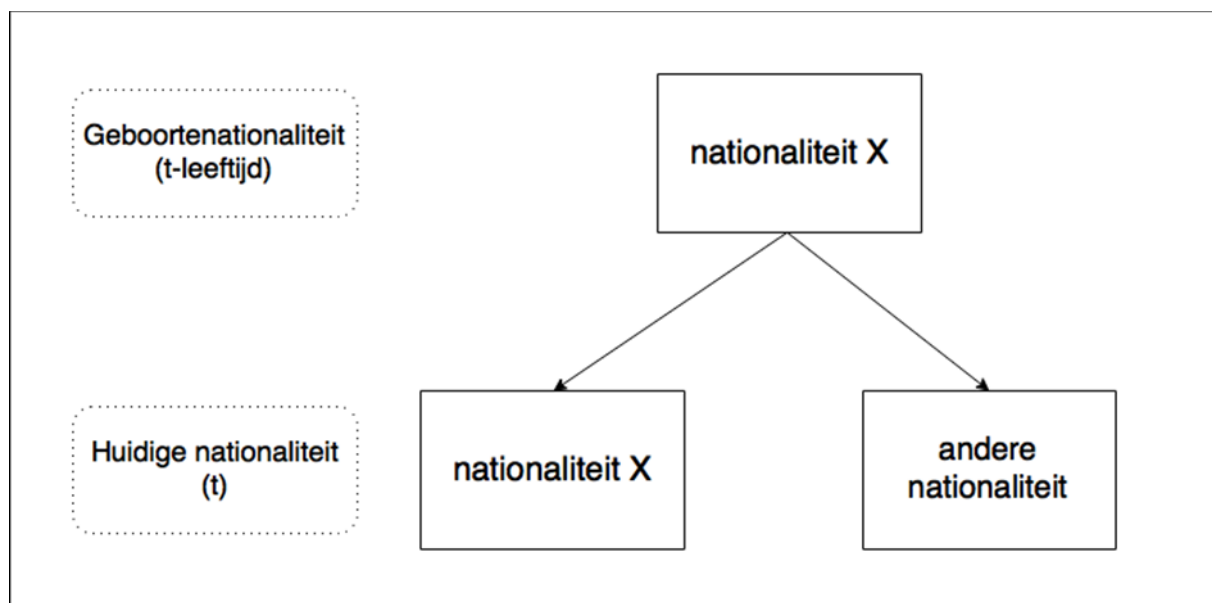 Geboortenationaliteit
(t-leeftijd)
nationaliteit X
Huidige nationaliteit
(t)
nationaliteit X
andere
nationaliteit